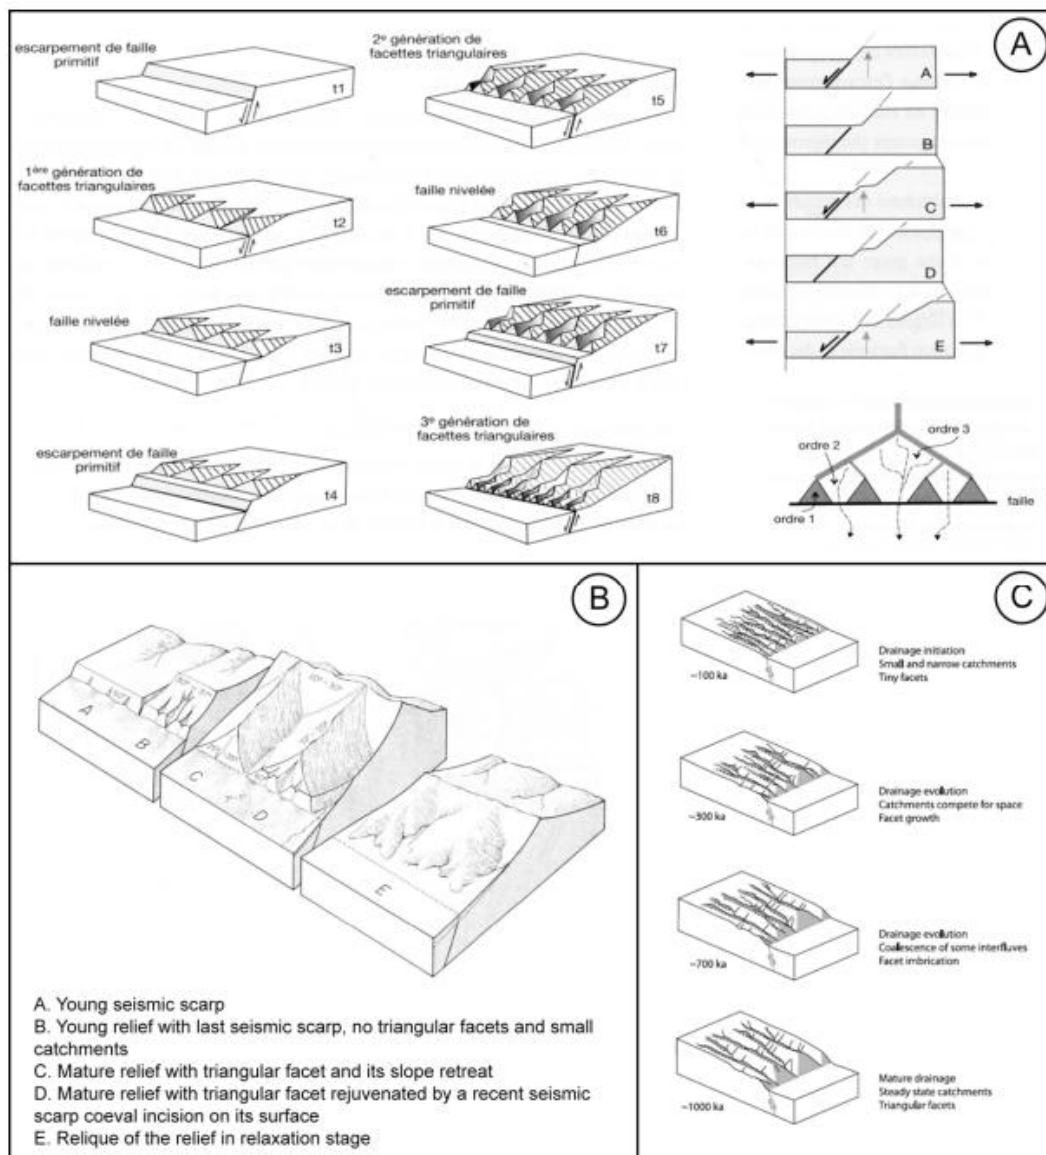 A
escarpement de faille
primitif
t1
2e génération de
facettes triangulaires
t5
1ère génération de
facettes triangulaires
t2
faille nivelée
t6
faille nivelée
t3
escarpement de faille
primitif
t7
escarpement de faille
primitif
t4
3e génération de
facettes triangulaires
t8
A
B
C
D
E
ordre 3
ordre 2
ordre 1
faille
B
A
B
C
D
E
A. Young seismic scarp
B. Young relief with last seismic scarp, no triangular facets and small
catchments
C. Mature relief with triangular facet and its slope retreat
D. Mature relief with triangular facet rejuvenated by a recent seismic
scarp coeval incision on its surface
E. Relique of the relief in relaxation stage
C
~100 ka
Drainage initiation
Small and narrow catchments
Tiny facets
~300 ka
Drainage evolution
Catchments compete for space
Facet growth
~700 ka
Drainage evolution
Coalescence of some interfluves
Facet imbrication
~1000 ka
Mature drainage
Steady state catchments
Triangular facets